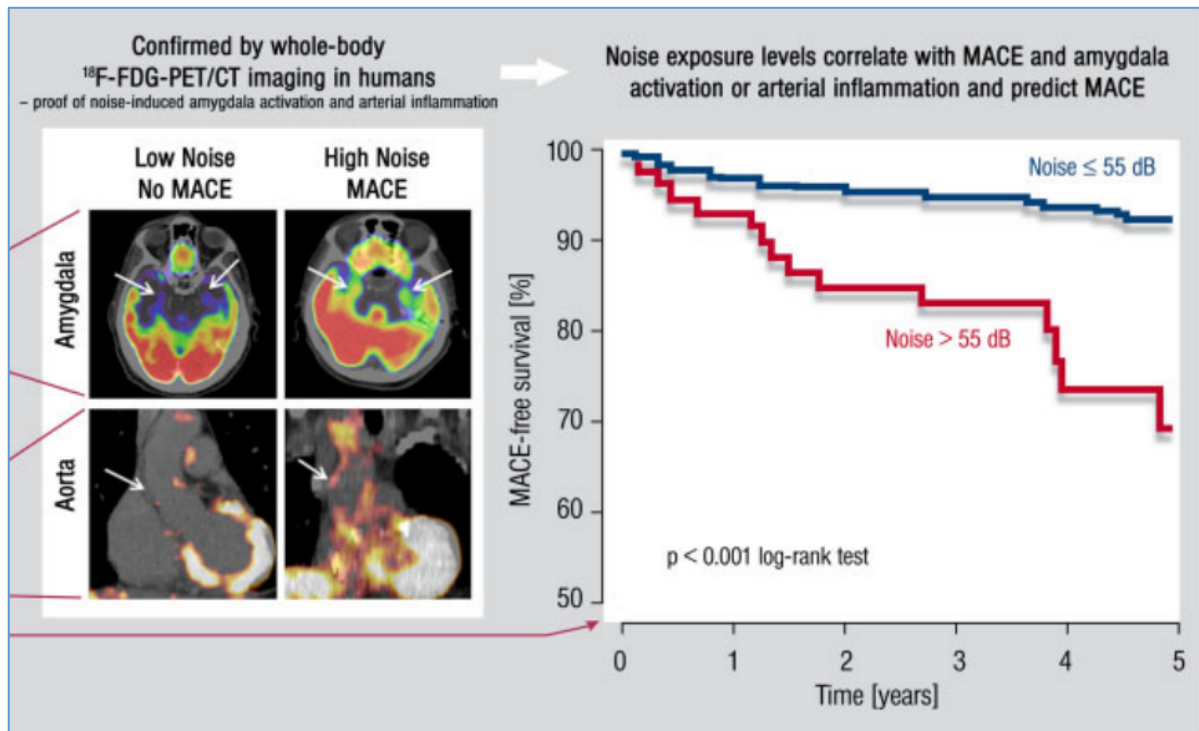 Confirmed by whole-body
¹⁸F-FDG-PET/CT imaging in humans
– proof of noise-induced amygdala activation and arterial inflammation
Low Noise
No MACE
High Noise
MACE
Amygdala
Aorta
Noise exposure levels correlate with MACE and amygdala
activation or arterial inflammation and predict MACE
MACE-free survival [%]
100
90
80
70
60
50
Noise ≤ 55 dB
Noise > 55 dB
p < 0.001 log-rank test
0 1 2 3 4 5
Time [years]